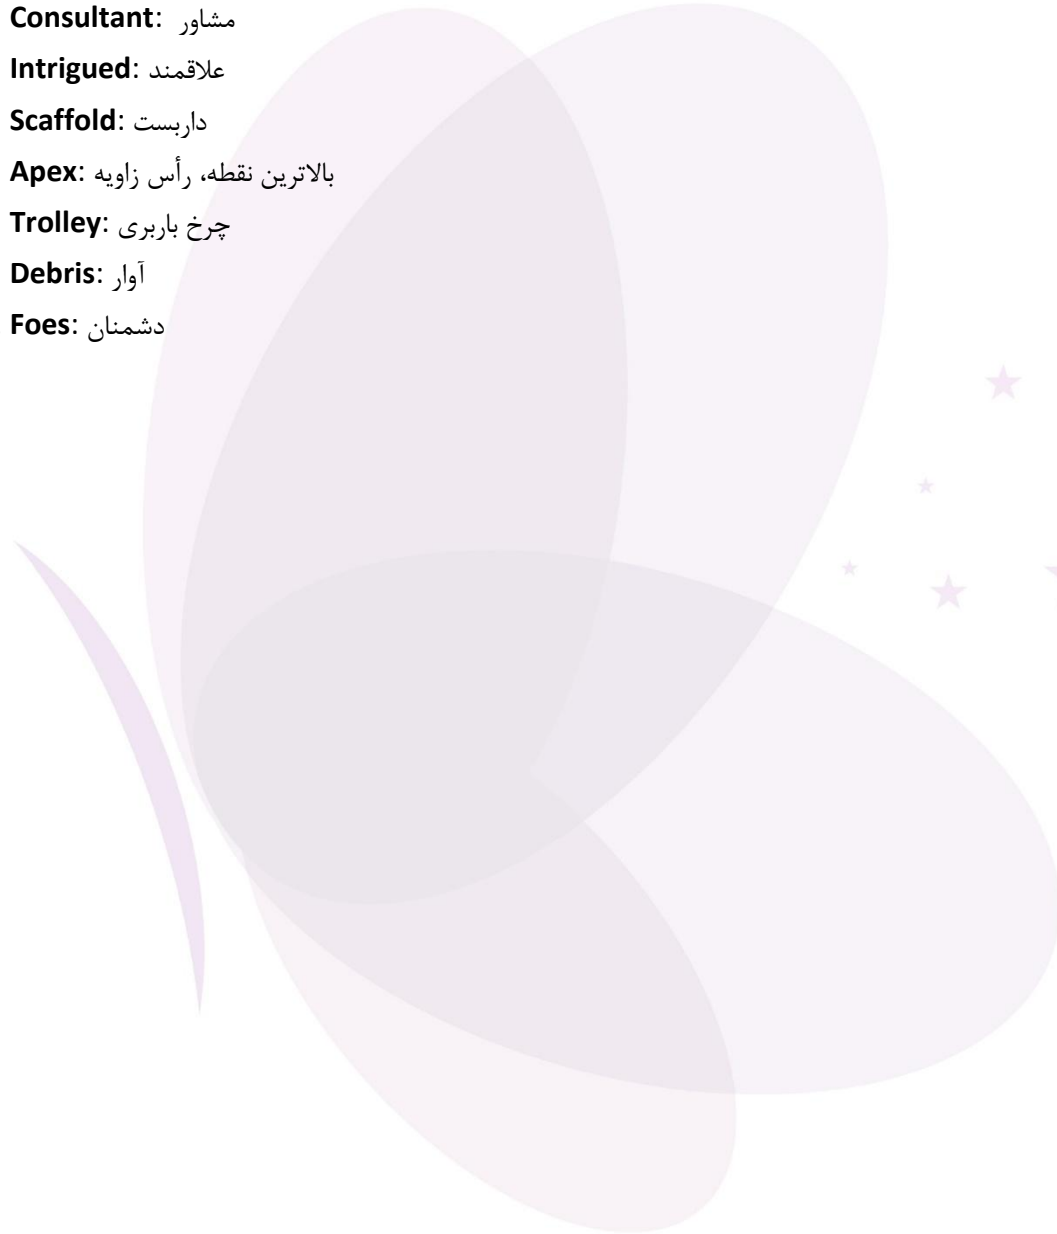 Consultant: مشاور
Intrigued: علاقمند
Scaffold: داربست
Apex: بالاترین نقطه، رأس زاویه
Trolley: چرخ باربری
Debris: آوار
Foes: دشمنان